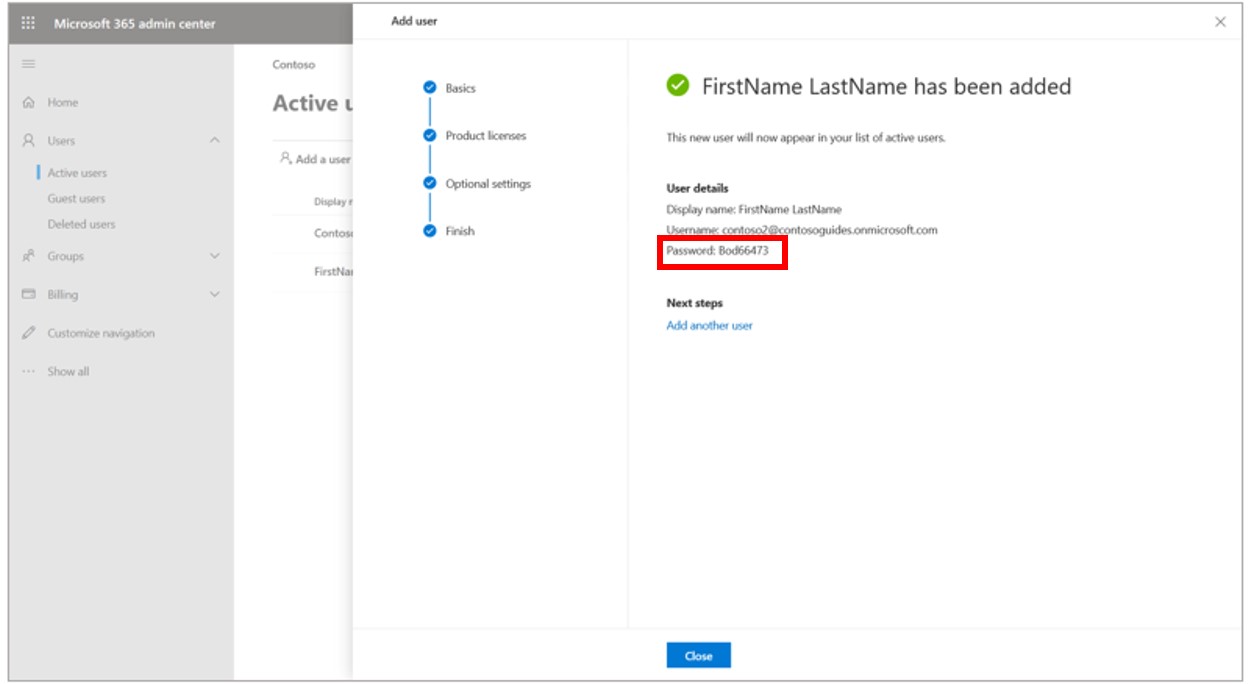 Microsoft 365 admin center
Home
Users
Active users
Guest users
Deleted users
Groups
Billing
Customize navigation
Show all
Contoso
Active u
Add a user
Display
Contos
FirstNa
Add user
Basics
Product licenses
Optional settings
Finish
FirstName LastName has been added
This new user will now appear in your list of active users.
User details
Display name: FirstName LastName
Username: contoso2@contosoguides.onmicrosoft.com
Password: Bod66473
Next steps
Add another user
Close